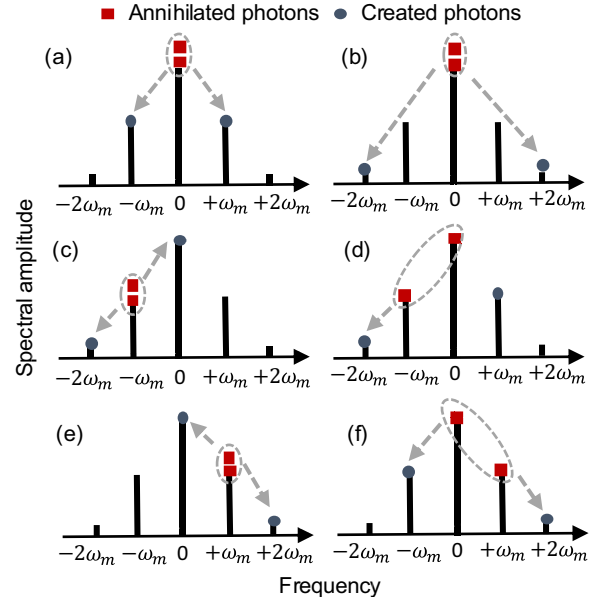 Annihilated photons Created photons
(a) (b)
−2ω_m −ω_m 0 +ω_m +2ω_m −2ω_m −ω_m 0 +ω_m +2ω_m
Spectral amplitude
(c) (d)
−2ω_m −ω_m 0 +ω_m +2ω_m −2ω_m −ω_m 0 +ω_m +2ω_m
(e) (f)
−2ω_m −ω_m 0 +ω_m +2ω_m −2ω_m −ω_m 0 +ω_m +2ω_m
Frequency